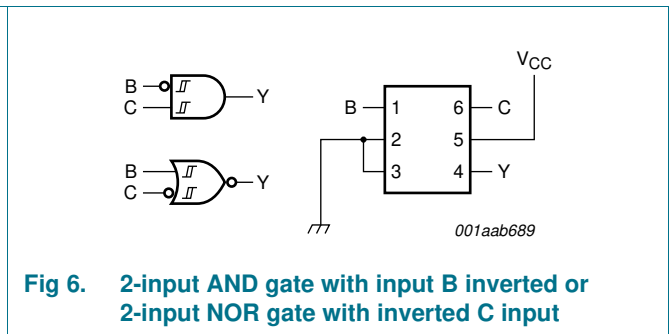 B
C
Y
B
C
Y
VCC
B
1
6
C
2
5
3
4
Y
001aab689
Fig 6. 2-input AND gate with input B inverted or
2-input NOR gate with inverted C input